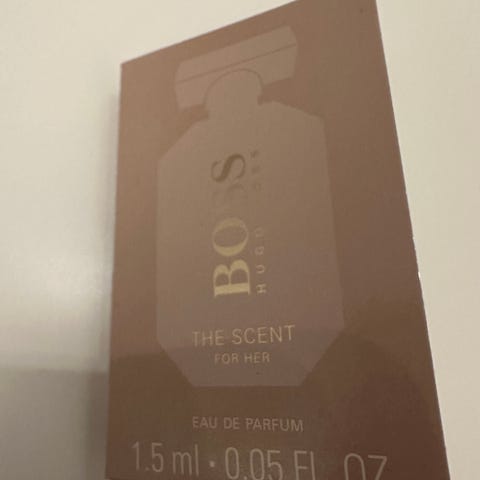 BOSS
HUGO BOSS
THE SCENT
FOR HER
EAU DE PARFUM
1.5 ml • 0.05 FL OZ